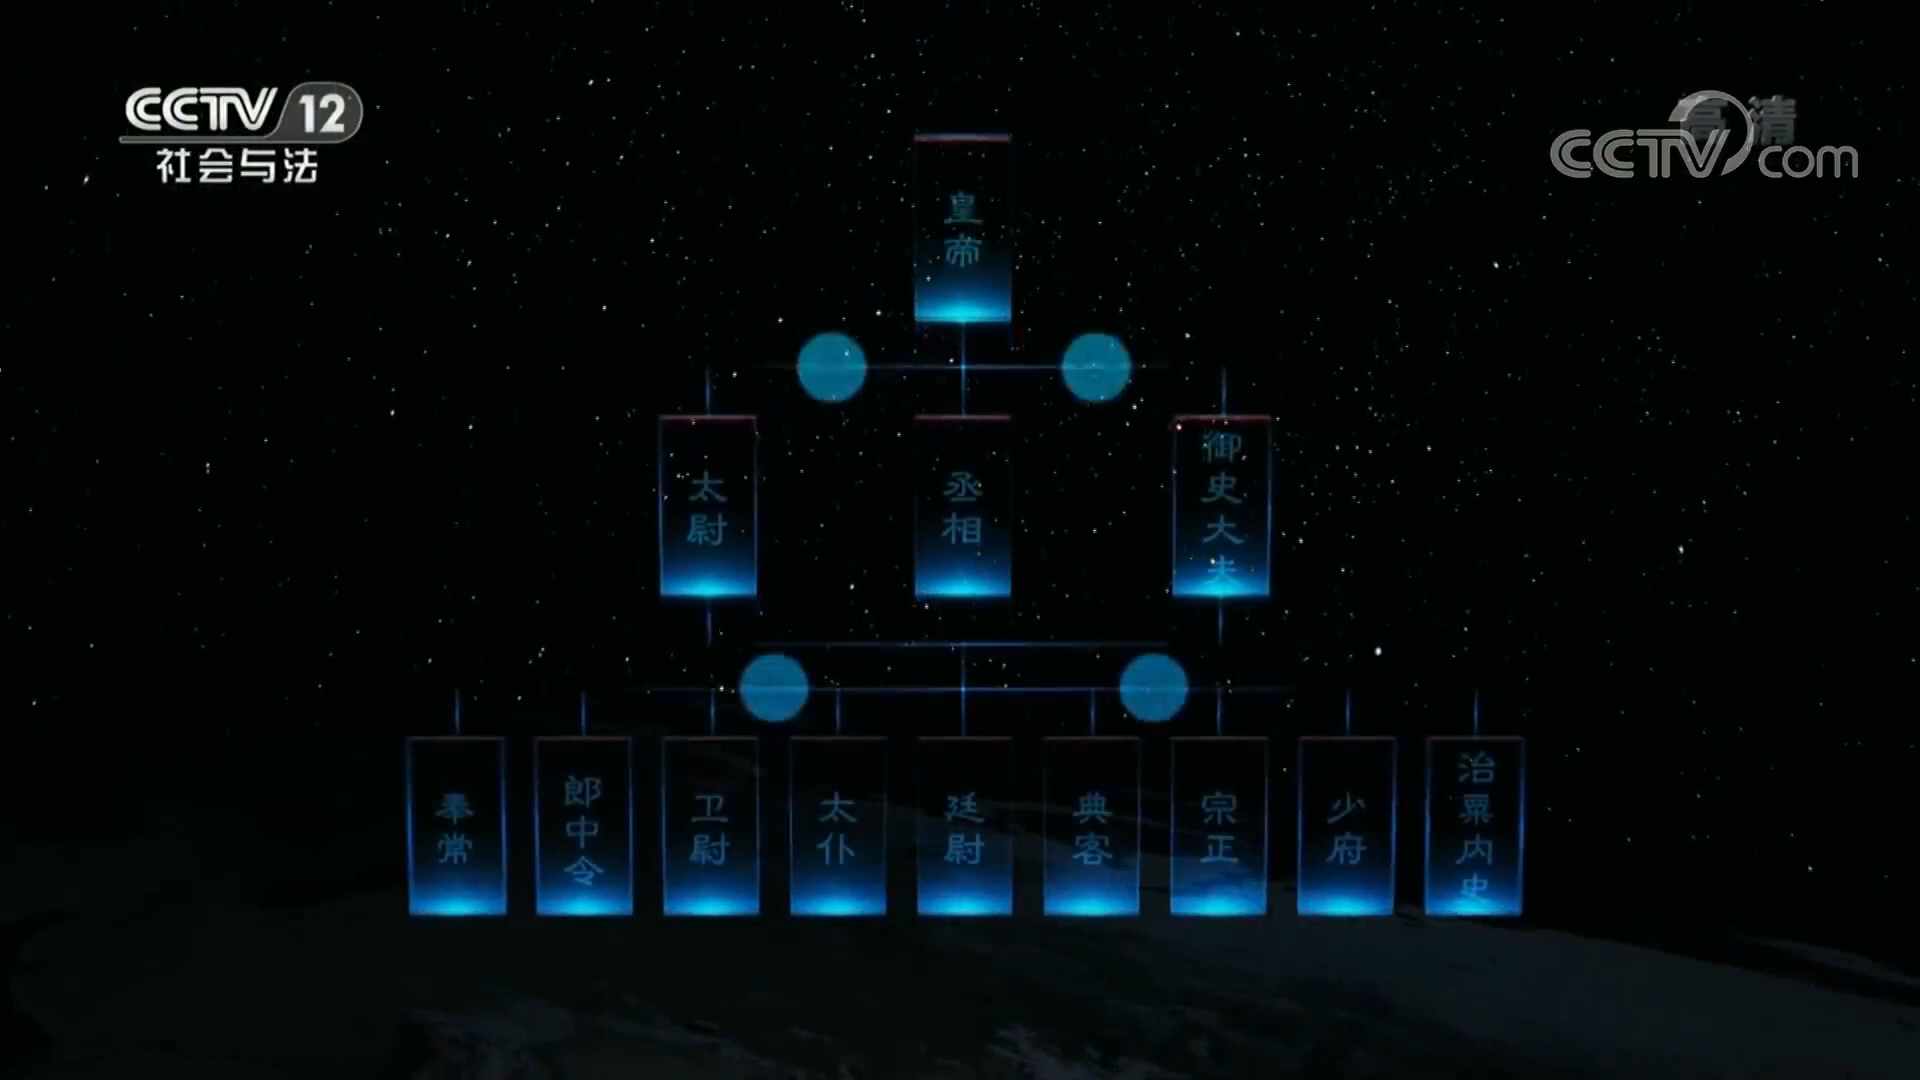 CCTV 12
社会与法
高清
CCTV.com
皇帝
太尉
丞相
御史大夫
奉常
郎中令
卫尉
太仆
廷尉
典客
宗正
少府
治粟内史